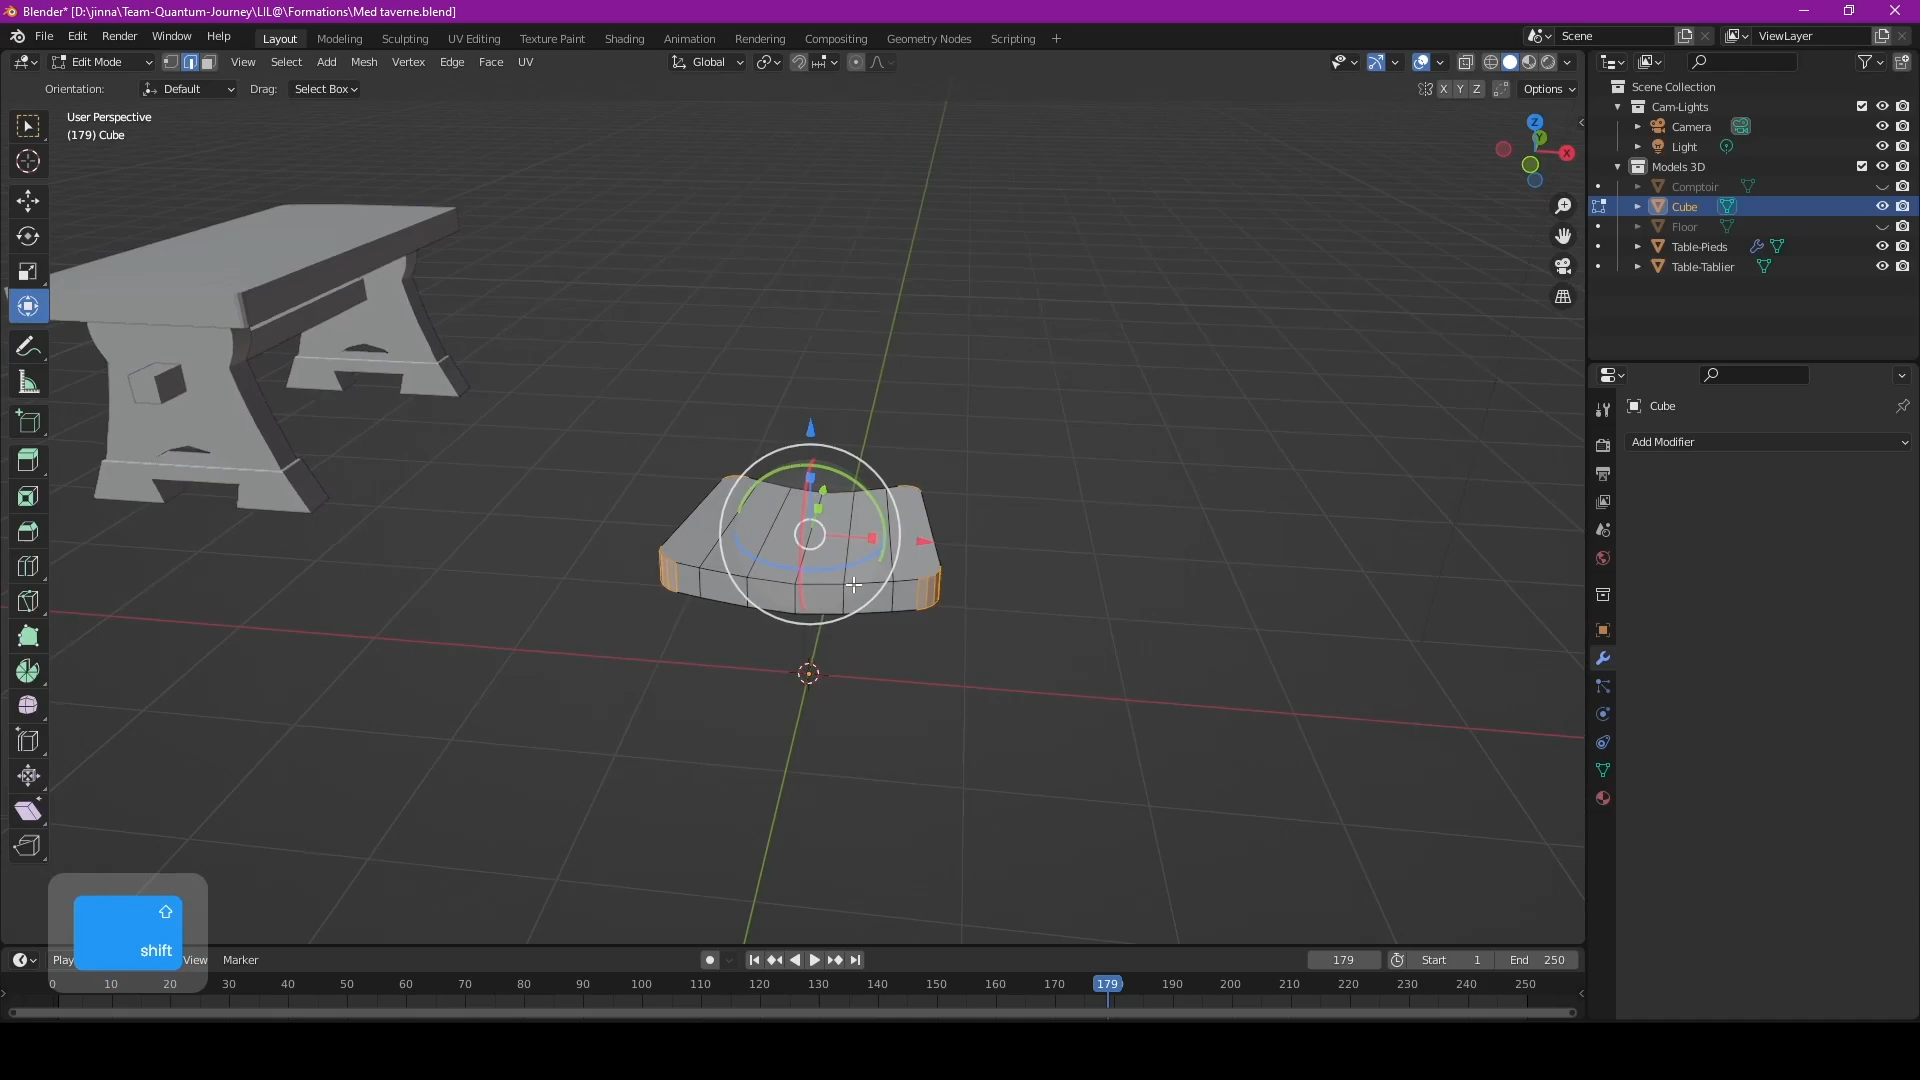 Blender* [D:\jinna\Team-Quantum-Journey\LIL@\Formations\Med taverne.blend]
File Edit Render Window Help Layout Modeling Sculpting UV Editing Texture Paint Shading Animation Rendering Compositing Geometry Nodes Scripting + Scene ViewLayer
Edit Mode View Select Add Mesh Vertex Edge Face UV Global
Orientation: Default Drag: Select Box X Y Z Options
User Perspective
(179) Cube
Z
Y
X
Scene Collection
Cam-Lights
Camera
Light
Models 3D
Comptoir
Cube
Floor
Table-Pieds
Table-Tablier
Cube
Add Modifier
shift
Play View Marker 179 Start 1 End 250
0 10 20 30 40 50 60 70 80 90 100 110 120 130 140 150 160 170 179 190 200 210 220 230 240 250